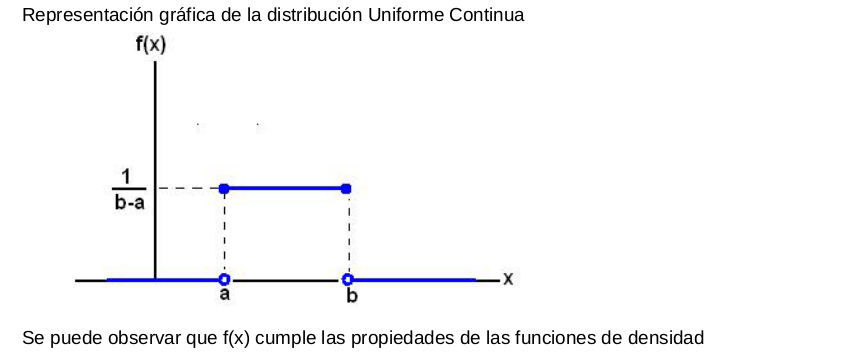 Representación gráfica de la distribución Uniforme Continua
f(x)
1
b-a
x
a
b
Se puede observar que f(x) cumple las propiedades de las funciones de densidad